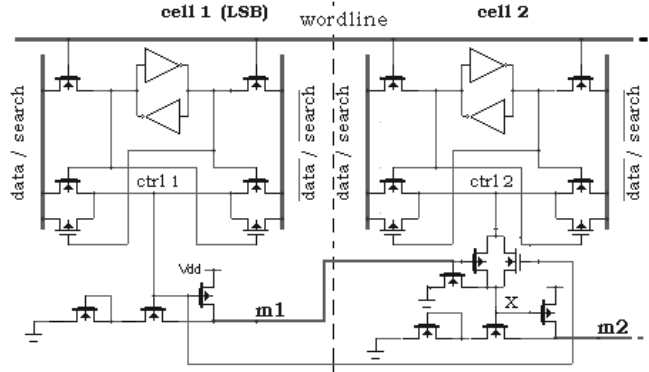 cell 1 (LSB)
wordline
cell 2
data / search
data / search
data / search
data / search
ctrl 1
ctrl 2
Vdd
m1
X
m2